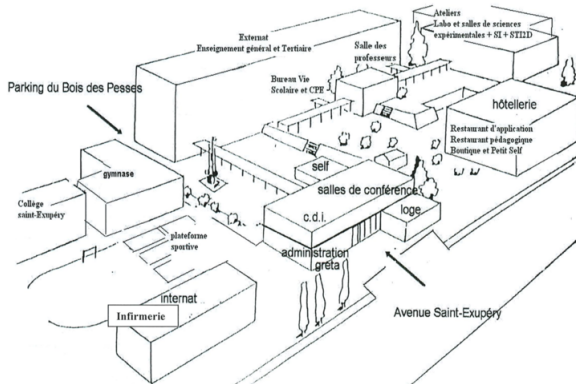 Ateliers
Labo et salles de sciences
expérimentales + SI + STI2D
Externat
Enseignement général et Tertiaire
Salle des
professeurs
Bureau Vie
Scolaire et CPE
Parking du Bois des Pesses
hôtellerie
Restaurant d'application
Restaurant pédagogique
Boutique et Petit Self
gymnase
self
salles de conférence
Collège
saint-Exupéry
c.d.i.
loge
plateforme
sportive
administration
gréta
internat
Infirmerie
Avenue Saint-Exupéry